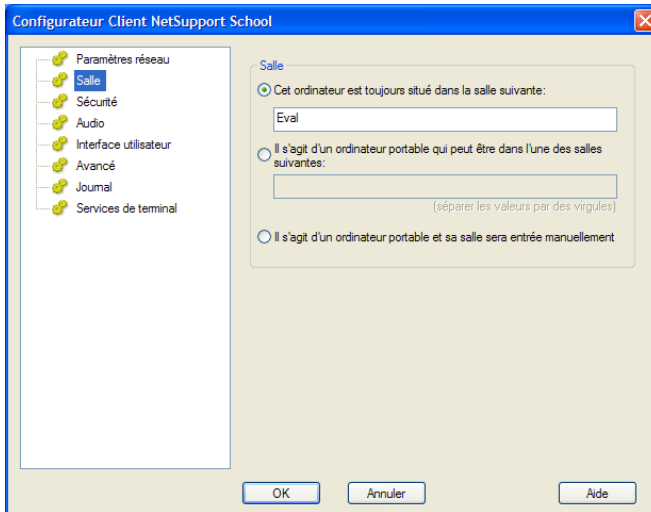 Configurateur Client NetSupport School
Paramètres réseau
Salle
Sécurité
Audio
Interface utilisateur
Avancé
Journal
Services de terminal
Salle
Cet ordinateur est toujours situé dans la salle suivante:
Eval
Il s'agit d'un ordinateur portable qui peut être dans l'une des salles
suivantes:
(séparer les valeurs par des virgules)
Il s'agit d'un ordinateur portable et sa salle sera entrée manuellement
OK
Annuler
Aide